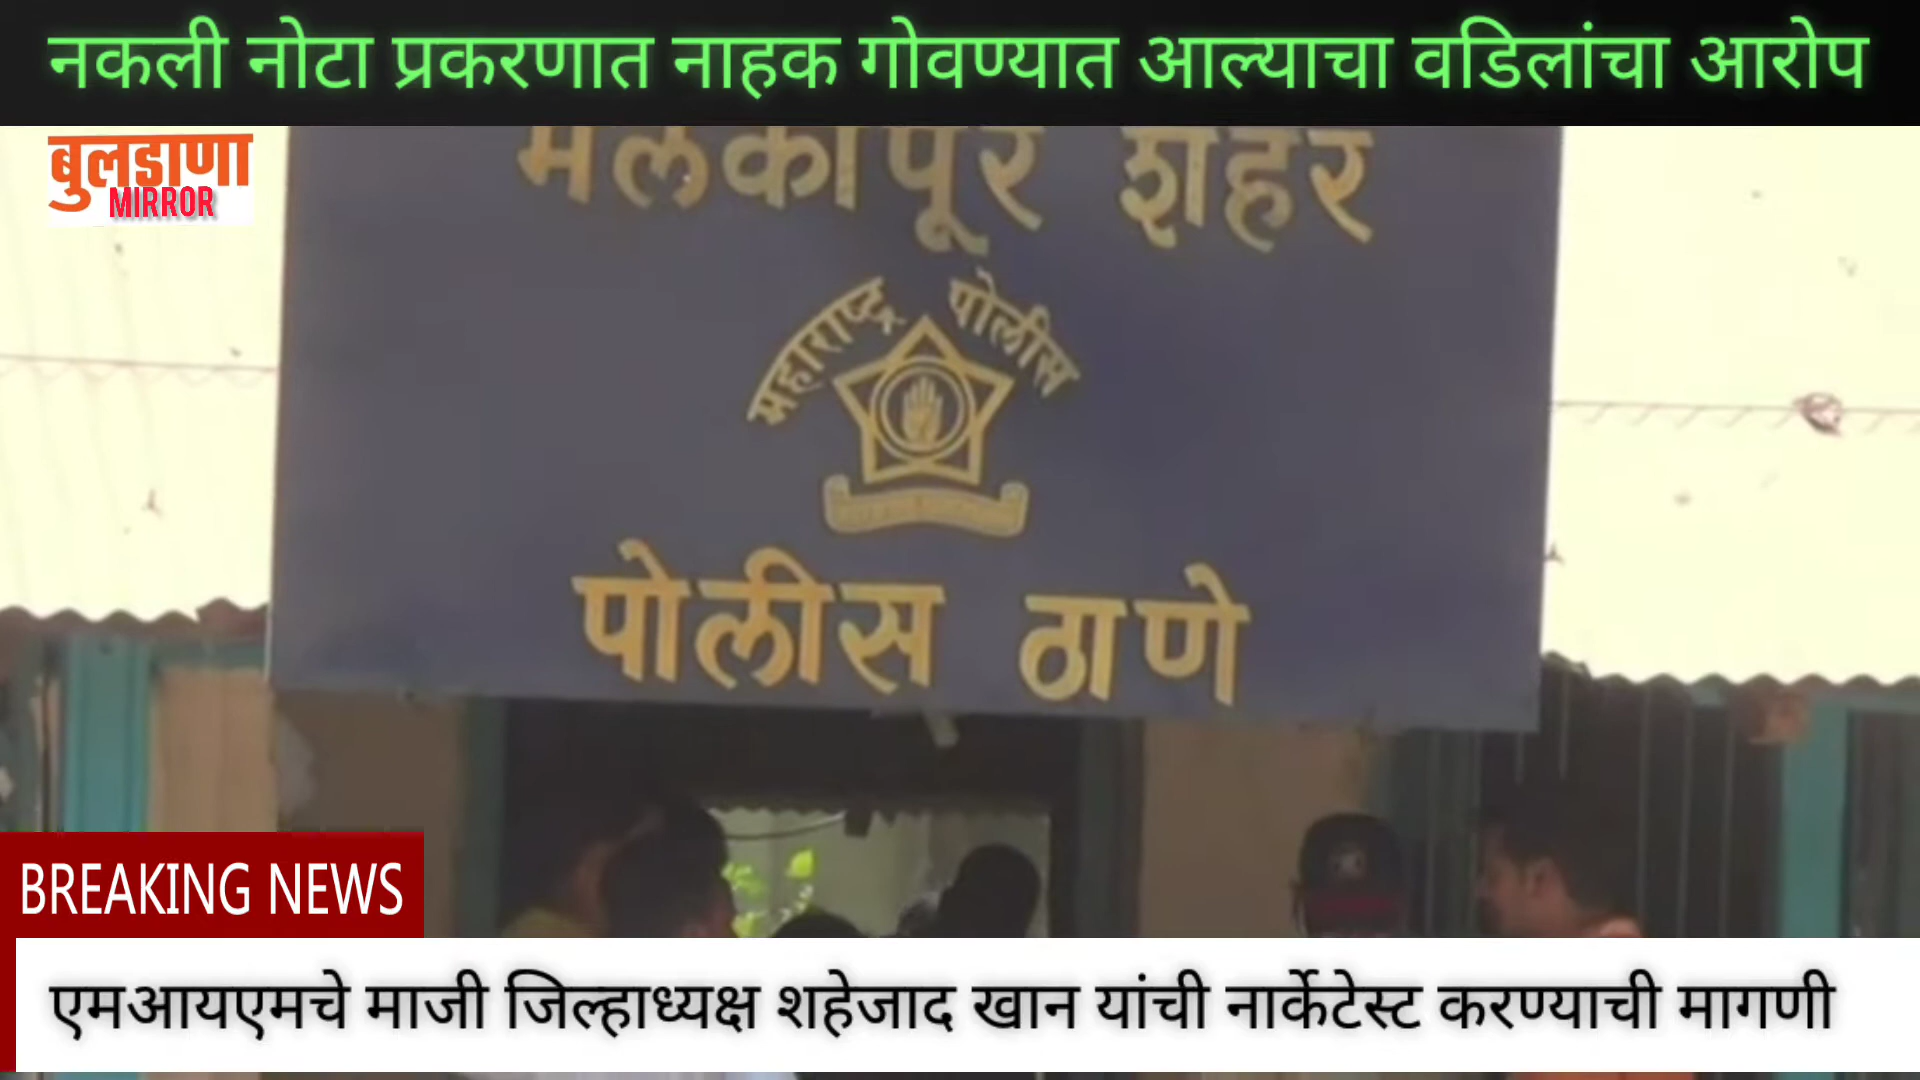 नकली नोटा प्रकरणात नाहक गोवण्यात आल्याचा वडिलांचा आरोप
बुलडाणा
MIRROR
मलकापूर शहर
महाराष्ट्र पोलीस
पोलीस ठाणे
BREAKING NEWS
एमआयएमचे माजी जिल्हाध्यक्ष शहेजाद खान यांची नार्केटेस्ट करण्याची मागणी